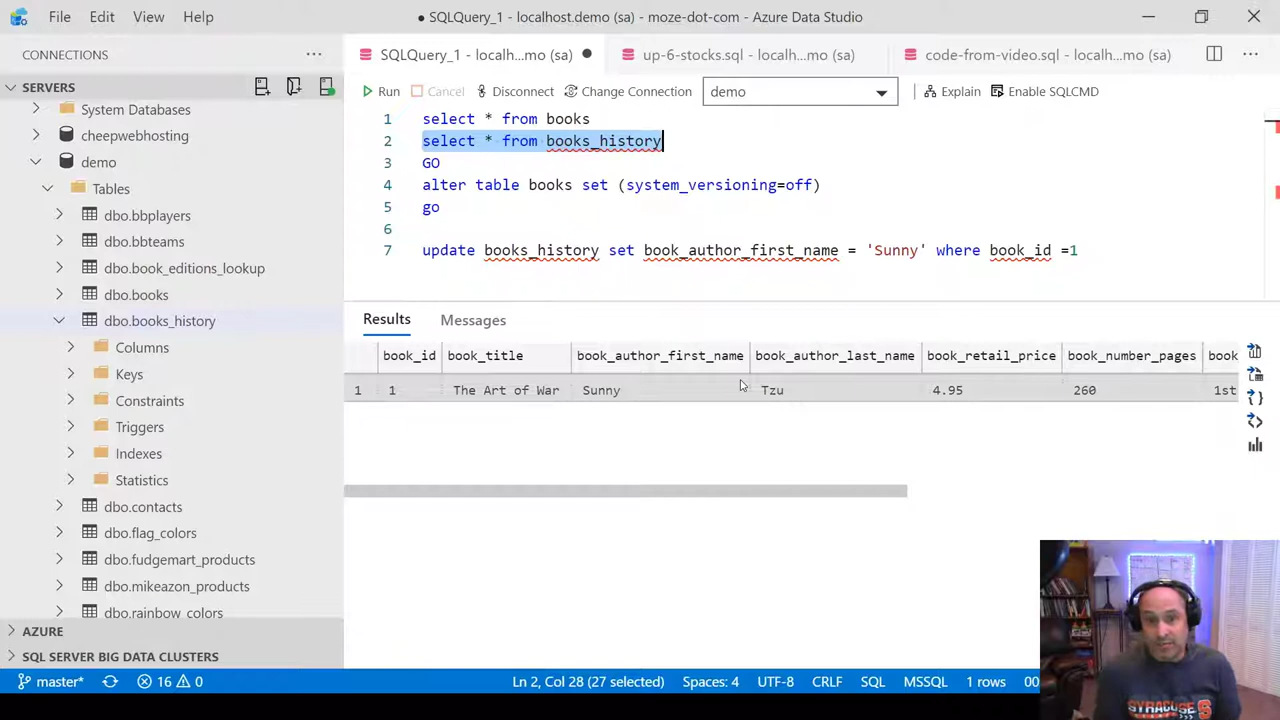 File Edit View Help
● SQLQuery_1 - localhost.demo (sa) - moze-dot-com - Azure Data Studio
CONNECTIONS
SERVERS
System Databases
cheepwebhosting
demo
Tables
dbo.bbplayers
dbo.bbteams
dbo.book_editions_lookup
dbo.books
dbo.books_history
Columns
Keys
Constraints
Triggers
Indexes
Statistics
dbo.contacts
dbo.flag_colors
dbo.fudgemart_products
dbo.mikeazon_products
dbo.rainbow_colors
AZURE
SQL SERVER BIG DATA CLUSTERS
SQLQuery_1 - localh...mo (sa) ●
up-6-stocks.sql - localh...mo (sa)
code-from-video.sql - localh...mo (sa)
Run Cancel Disconnect Change Connection demo Explain Enable SQLCMD
1 select * from books
2 select * from books_history
3 GO
4 alter table books set (system_versioning=off)
5 go
6
7 update books_history set book_author_first_name = 'Sunny' where book_id =1
Results Messages
book_id book_title book_author_first_name book_author_last_name book_retail_price book_number_pages book
1 1 The Art of War Sunny Tzu 4.95 260 1st
SYRACUSE
master* 16 0 Ln 2, Col 28 (27 selected) Spaces: 4 UTF-8 CRLF SQL MSSQL 1 rows 00